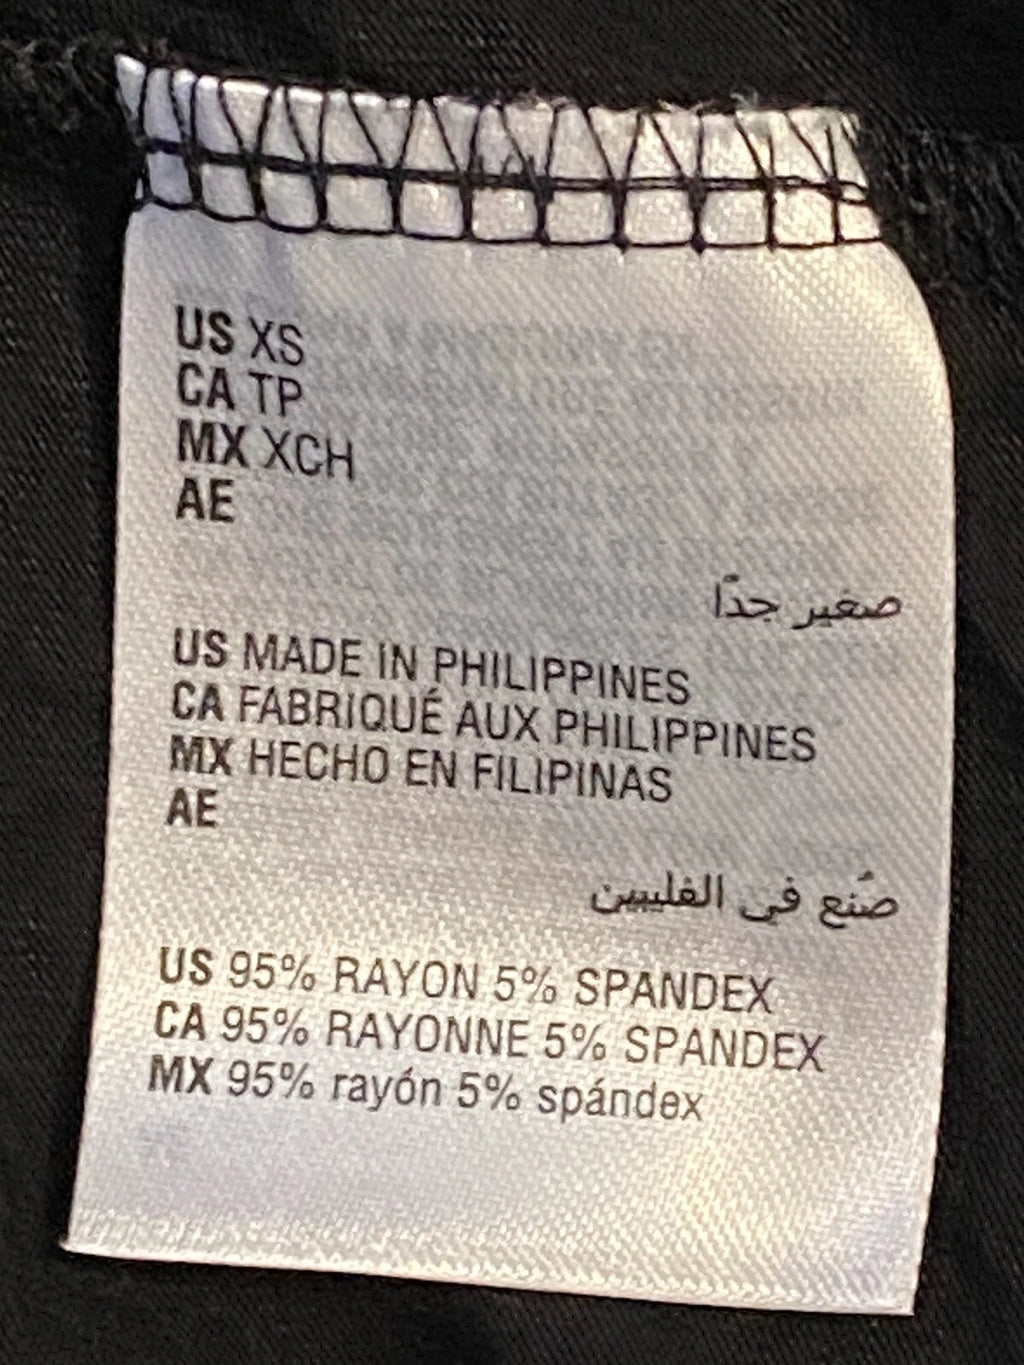 US XS
CA TP
MX XCH
AE
صغير جدًا
US MADE IN PHILIPPINES
CA FABRIQUÉ AUX PHILIPPINES
MX HECHO EN FILIPINAS
AE
صُنع في الفليبين
US 95% RAYON 5% SPANDEX
CA 95% RAYONNE 5% SPANDEX
MX 95% rayón 5% spándex